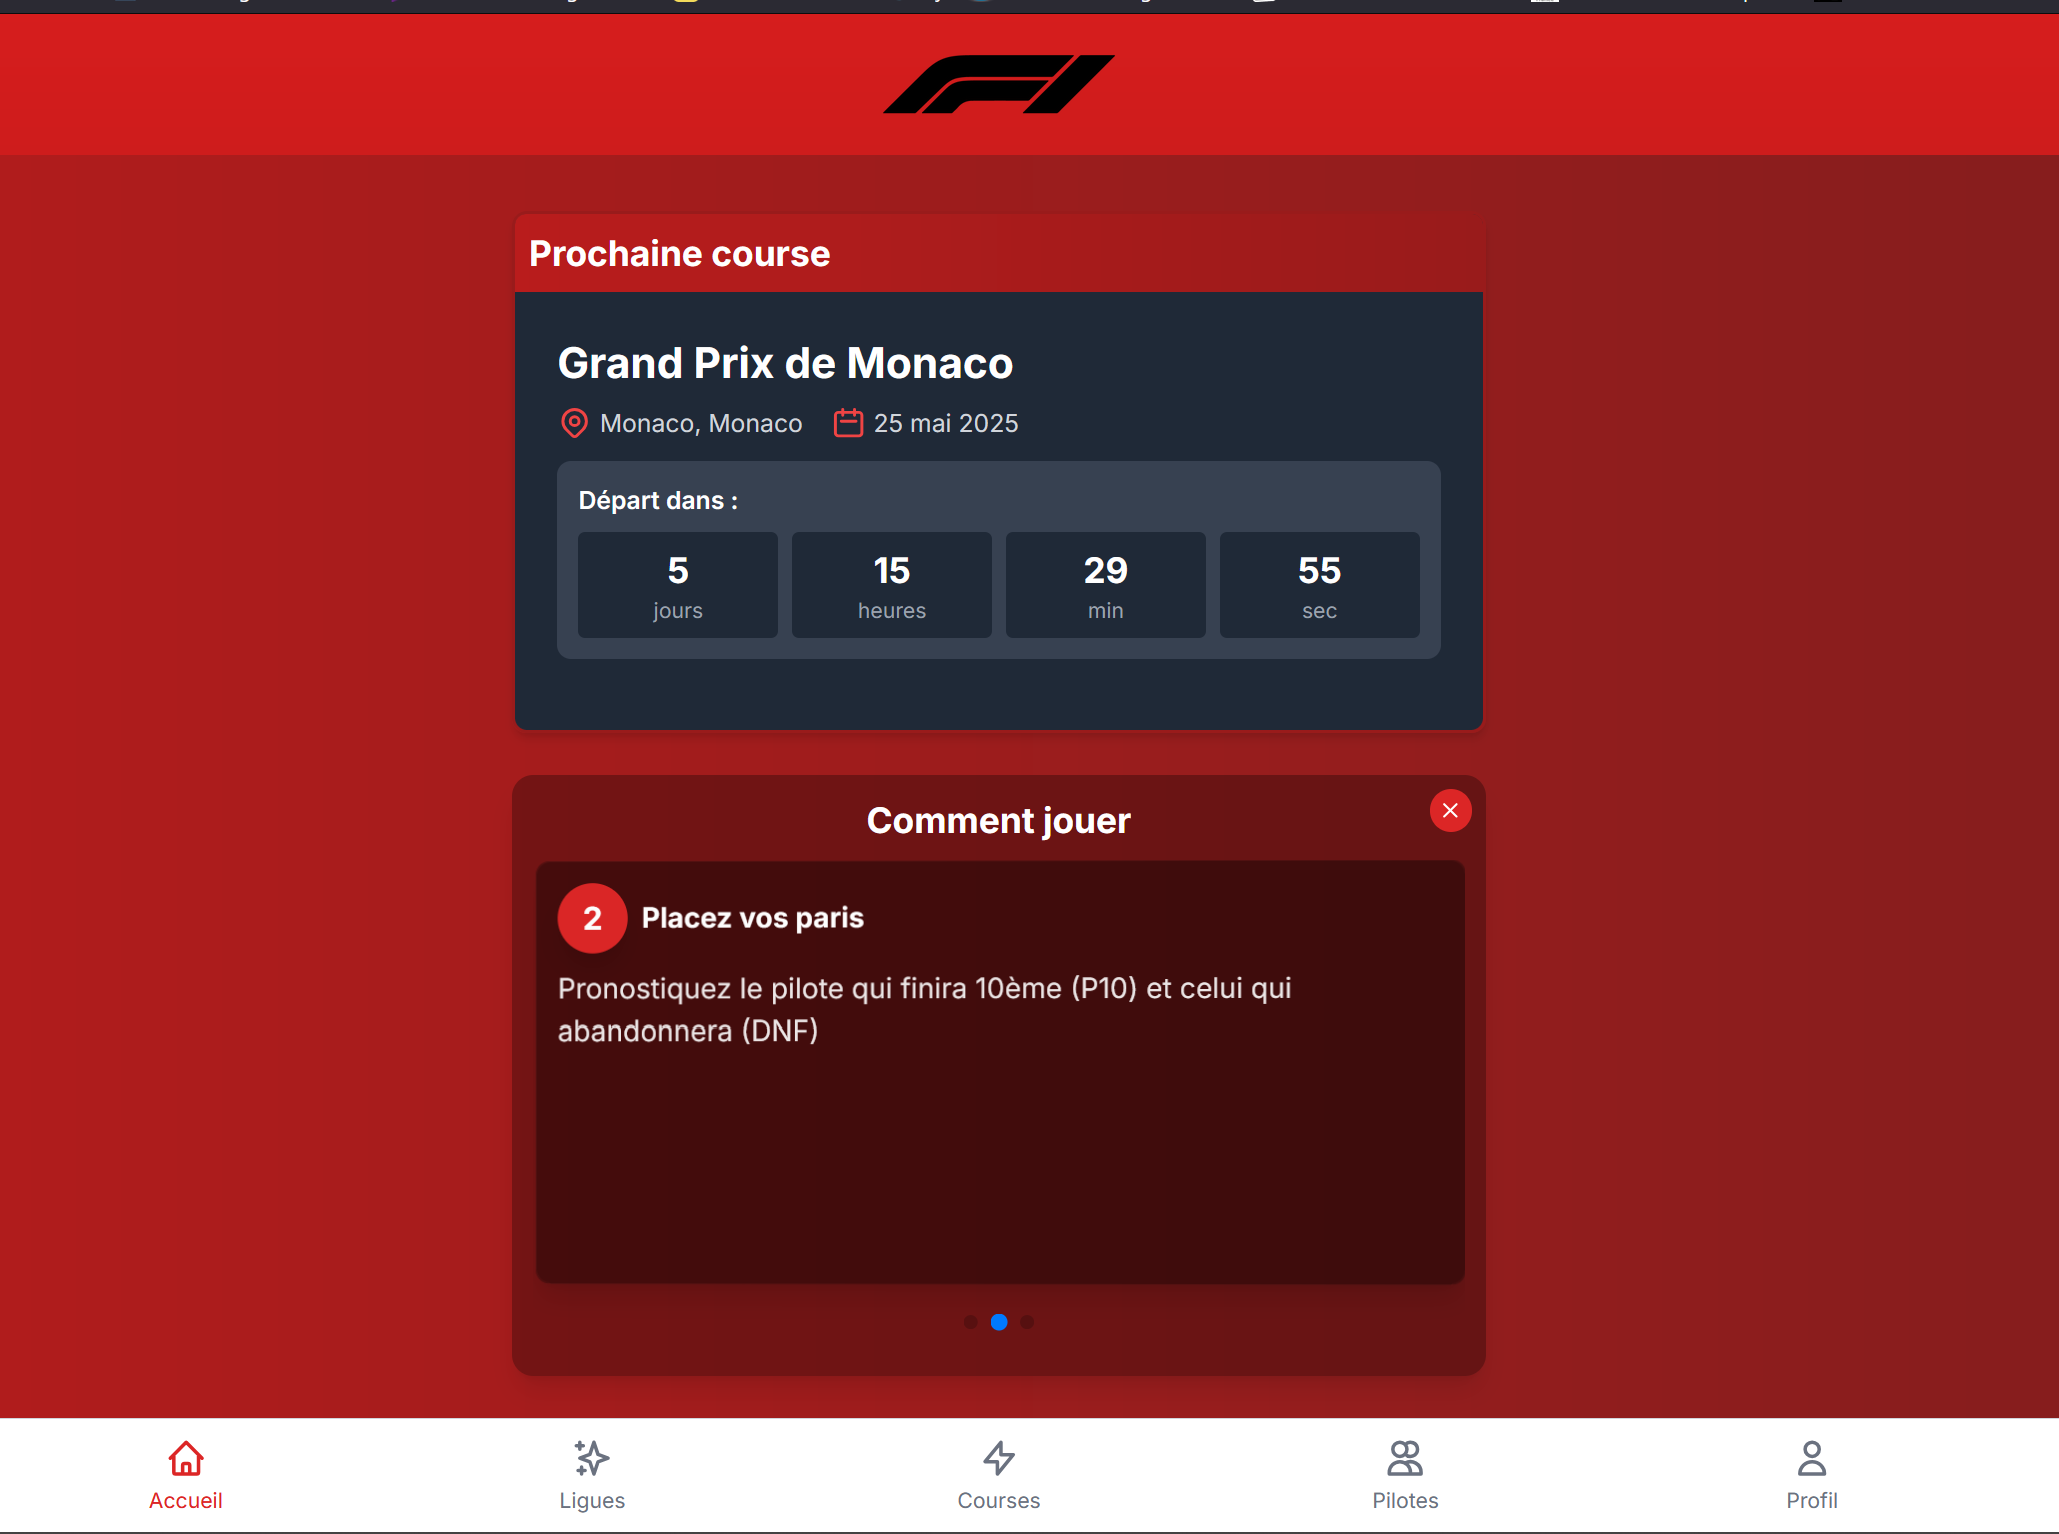 F1
Prochaine course
Grand Prix de Monaco
Monaco, Monaco 25 mai 2025
Départ dans :
5 15 29 55
jours heures min sec
Comment jouer
2 Placez vos paris
Pronostiquez le pilote qui finira 10ème (P10) et celui qui
abandonnera (DNF)
Accueil Ligues Courses Pilotes Profil